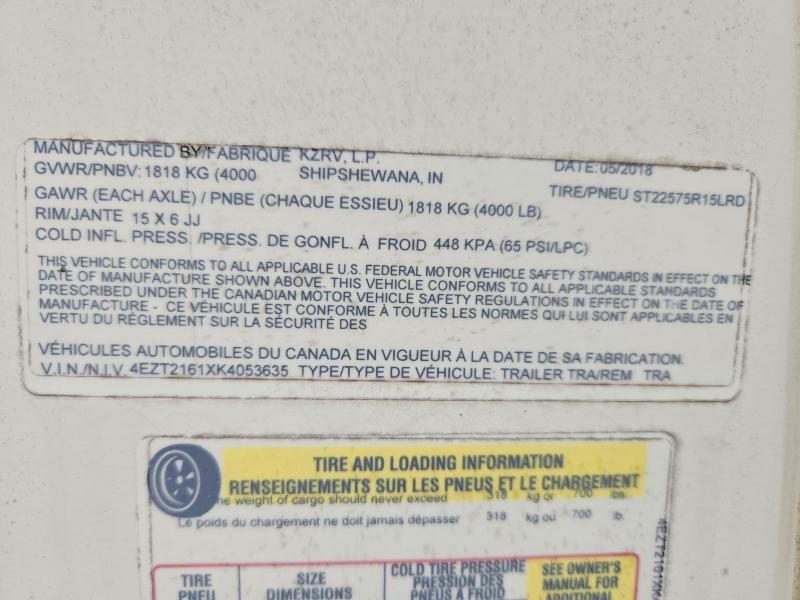 MANUFACTURED BY/FABRIQUE KZRV, L.P. DATE:05/2018
GVWR/PNBV: 1818 KG (4000 SHIPSHEWANA, IN
GAWR (EACH AXLE) / PNBE (CHAQUE ESSIEU) 1818 KG (4000 LB) TIRE/PNEU ST22575R15LRD
RIM/JANTE 15 X 6 JJ
COLD INFL. PRESS. /PRESS. DE GONFL. À FROID 448 KPA (65 PSI/LPC)
THIS VEHICLE CONFORMS TO ALL APPLICABLE U.S. FEDERAL MOTOR VEHICLE SAFETY STANDARDS IN EFFECT ON THE
DATE OF MANUFACTURE SHOWN ABOVE. THIS VEHICLE CONFORMS TO ALL APPLICABLE STANDARDS
PRESCRIBED UNDER THE CANADIAN MOTOR VEHICLE SAFETY REGULATIONS IN EFFECT ON THE DATE OF
MANUFACTURE - CE VÉHICULE EST CONFORME À TOUTES LES NORMES QUI LUI SONT APPLICABLES EN
VERTU DU RÉGLEMENT SUR LA SÉCURITÉ DES
VÉHICULES AUTOMOBILES DU CANADA EN VIGUEUR À LA DATE DE SA FABRICATION.
V.I.N./N.I.V. 4EZT2161XK4053635 TYPE/TYPE DE VÉHICULE: TRAILER TRA/REM TRA
TIRE AND LOADING INFORMATION
RENSEIGNEMENTS SUR LES PNEUS ET LE CHARGEMENT
he weight of cargo should never exceed 318 kg or 700 lbs.
Le poids du chargement ne doit jamais dépasser 318 kg ou 700 lb.
TIRE
PNEU
SIZE
DIMENSIONS
COLD TIRE PRESSURE
PRESSION DES
PNEUS À FROID
SEE OWNER'S
MANUAL FOR
ADDITIONAL